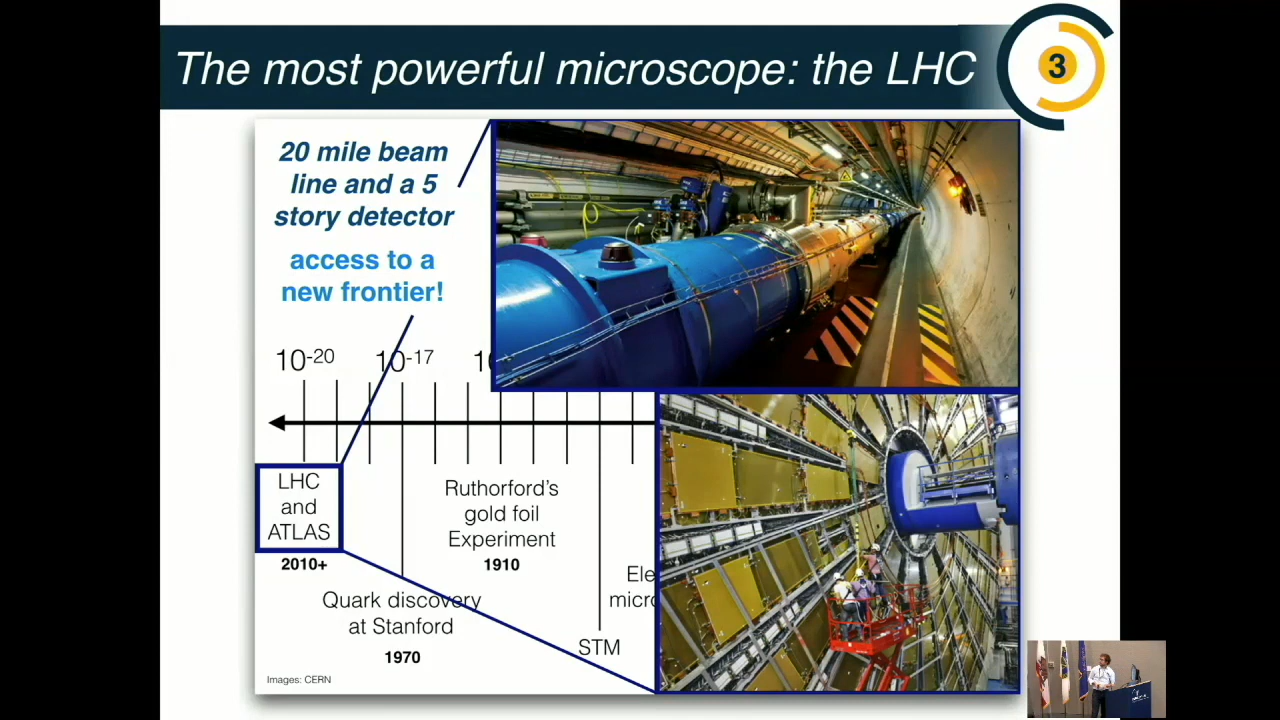 The most powerful microscope: the LHC
3
20 mile beam
line and a 5
story detector
access to a
new frontier!
10-20
10-17
LHC
and
ATLAS
2010+
Ruthorford's
gold foil
Experiment
1910
Quark discovery
at Stanford
1970
STM
Images: CERN